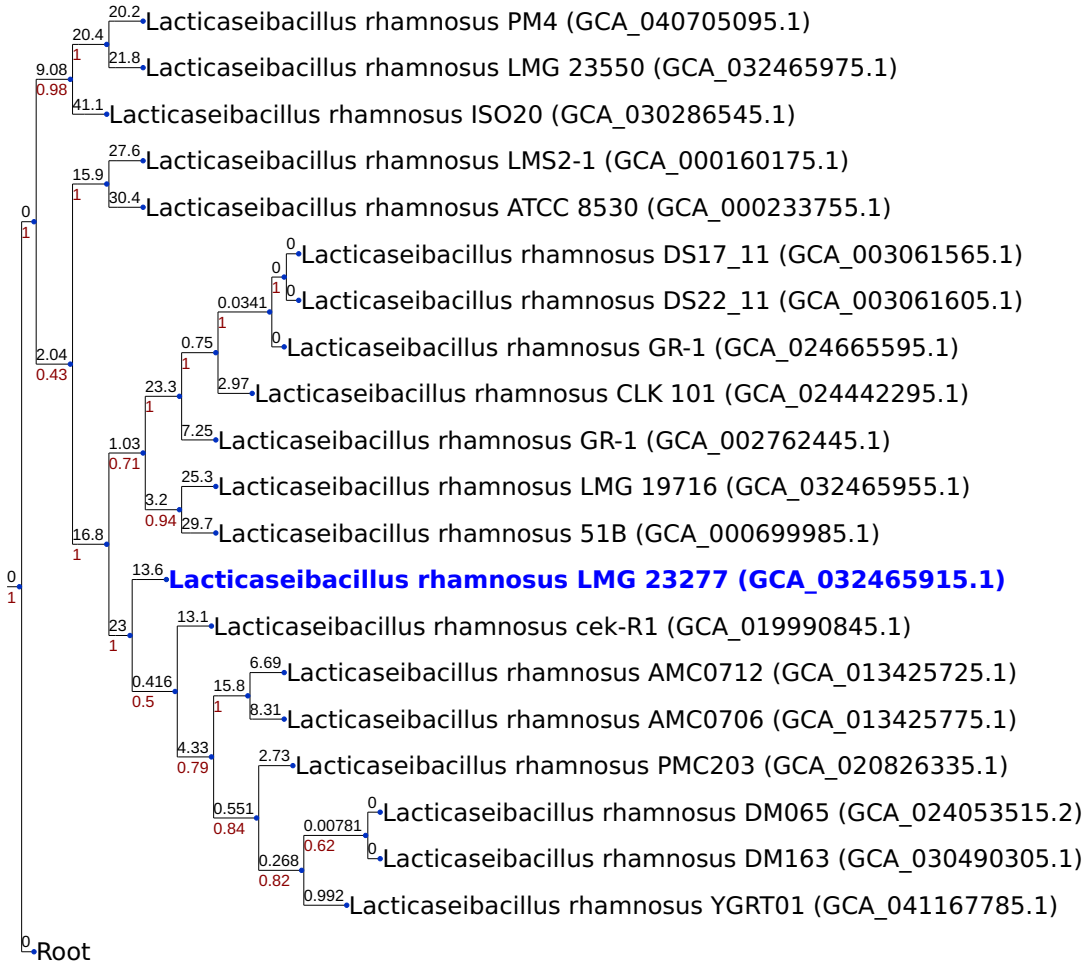 20.2 Lacticaseibacillus rhamnosus PM4 (GCA_040705095.1)
20.4
1
21.8 Lacticaseibacillus rhamnosus LMG 23550 (GCA_032465975.1)
9.08
0.98
41.1 Lacticaseibacillus rhamnosus ISO20 (GCA_030286545.1)
27.6 Lacticaseibacillus rhamnosus LMS2-1 (GCA_000160175.1)
15.9
1
30.4 Lacticaseibacillus rhamnosus ATCC 8530 (GCA_000233755.1)
0
1
0 Lacticaseibacillus rhamnosus DS17_11 (GCA_003061565.1)
0
1
0 Lacticaseibacillus rhamnosus DS22_11 (GCA_003061605.1)
0.0341
1
0 Lacticaseibacillus rhamnosus GR-1 (GCA_024665595.1)
0.75
1
2.04
0.43
2.97 Lacticaseibacillus rhamnosus CLK 101 (GCA_024442295.1)
23.3
1
7.25 Lacticaseibacillus rhamnosus GR-1 (GCA_002762445.1)
1.03
0.71
25.3 Lacticaseibacillus rhamnosus LMG 19716 (GCA_032465955.1)
3.2
0.94
29.7 Lacticaseibacillus rhamnosus 51B (GCA_000699985.1)
16.8
1
13.6 Lacticaseibacillus rhamnosus LMG 23277 (GCA_032465915.1)
0
1
13.1 Lacticaseibacillus rhamnosus cek-R1 (GCA_019990845.1)
23
1
6.69 Lacticaseibacillus rhamnosus AMC0712 (GCA_013425725.1)
0.416
0.5
15.8
1
8.31 Lacticaseibacillus rhamnosus AMC0706 (GCA_013425775.1)
4.33
0.79
2.73 Lacticaseibacillus rhamnosus PMC203 (GCA_020826335.1)
0 Lacticaseibacillus rhamnosus DM065 (GCA_024053515.2)
0.551
0.84
0.00781
0.62
0 Lacticaseibacillus rhamnosus DM163 (GCA_030490305.1)
0.268
0.82
0.992 Lacticaseibacillus rhamnosus YGRT01 (GCA_041167785.1)
0 Root